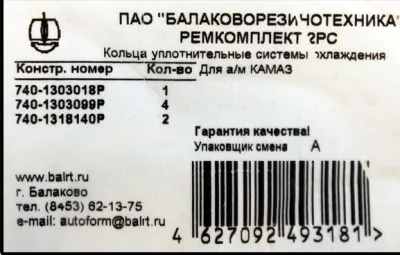 ПАО "БАЛАКОВОРЕЗИНОТЕХНИКА"
РЕМКОМПЛЕКТ 2РС
Кольца уплотнительные системы охлаждения
Констр. номер Кол-во Для а/м КАМАЗ
740-1303018Р 1
740-1303099Р 4
740-1318140Р 2
Гарантия качества!
Упаковщик смена А
www.balrt.ru
г. Балаково
тел. (8453) 62-13-75
e-mail: autoform@balrt.ru
4 627092 493181 >